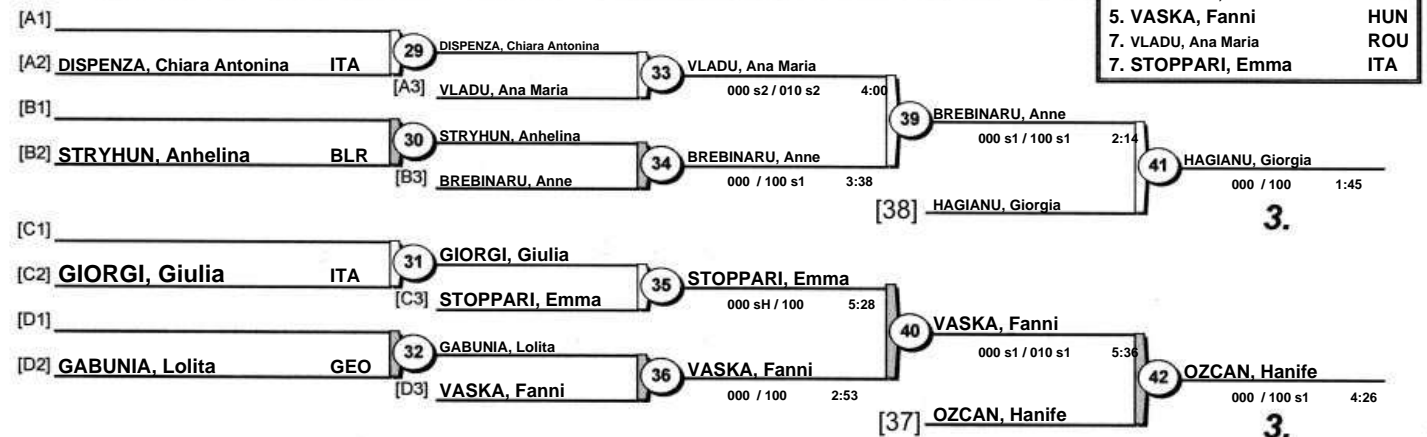 5. VASKA, Fanni HUN
7. VLADU, Ana Maria ROU
7. STOPPARI, Emma ITA
[A1]
[A2] DISPENZA, Chiara Antonina ITA
29
DISPENZA, Chiara Antonina
[A3] VLADU, Ana Maria
33
VLADU, Ana Maria
000 s2 / 010 s2 4:00
[B1]
[B2] STRYHUN, Anhelina BLR
30
STRYHUN, Anhelina
[B3] BREBINARU, Anne
34
BREBINARU, Anne
000 / 100 s1 3:38
39
BREBINARU, Anne
000 s1 / 100 s1 2:14
[38] HAGIANU, Giorgia
41
HAGIANU, Giorgia
000 / 100 1:45
3.
[C1]
[C2] GIORGI, Giulia ITA
31
GIORGI, Giulia
[C3] STOPPARI, Emma
35
STOPPARI, Emma
000 sH / 100 5:28
[D1]
[D2] GABUNIA, Lolita GEO
32
GABUNIA, Lolita
[D3] VASKA, Fanni
36
VASKA, Fanni
000 / 100 2:53
40
VASKA, Fanni
000 s1 / 010 s1 5:36
[37] OZCAN, Hanife
42
OZCAN, Hanife
000 / 100 s1 4:26
3.